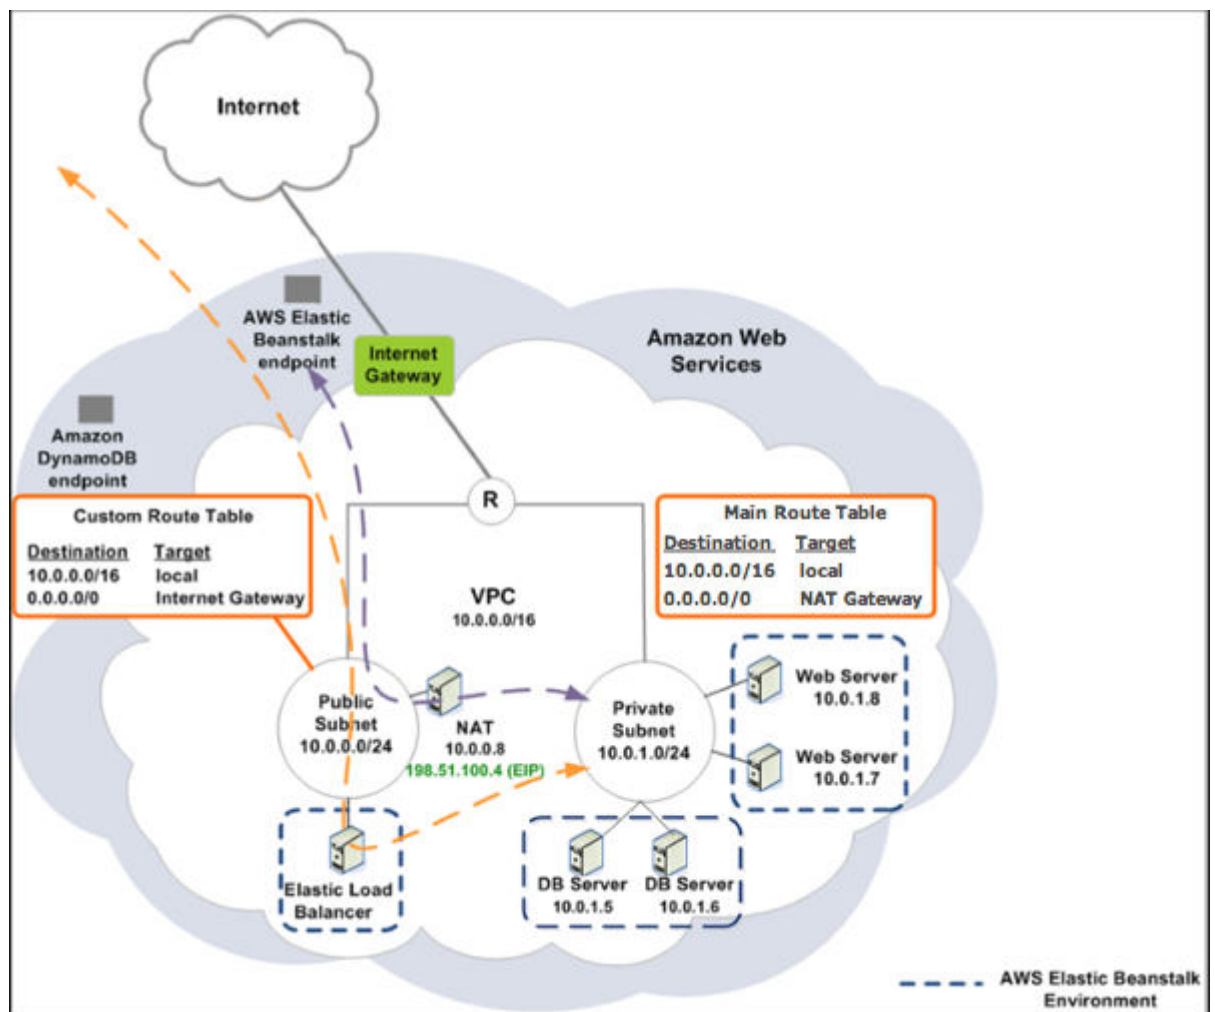 Internet
AWS Elastic
Beanstalk
endpoint
Internet
Gateway
Amazon Web
Services
Amazon
DynamoDB
endpoint
R
Custom Route Table
Destination Target
10.0.0.0/16 local
0.0.0.0/0 Internet Gateway
Main Route Table
Destination Target
10.0.0.0/16 local
0.0.0.0/0 NAT Gateway
VPC
10.0.0.0/16
Public
Subnet
10.0.0.0/24
NAT
10.0.0.8
198.51.100.4 (EIP)
Private
Subnet
10.0.1.0/24
Web Server
10.0.1.8
Web Server
10.0.1.7
Elastic Load
Balancer
DB Server
10.0.1.5
DB Server
10.0.1.6
AWS Elastic Beanstalk
Environment